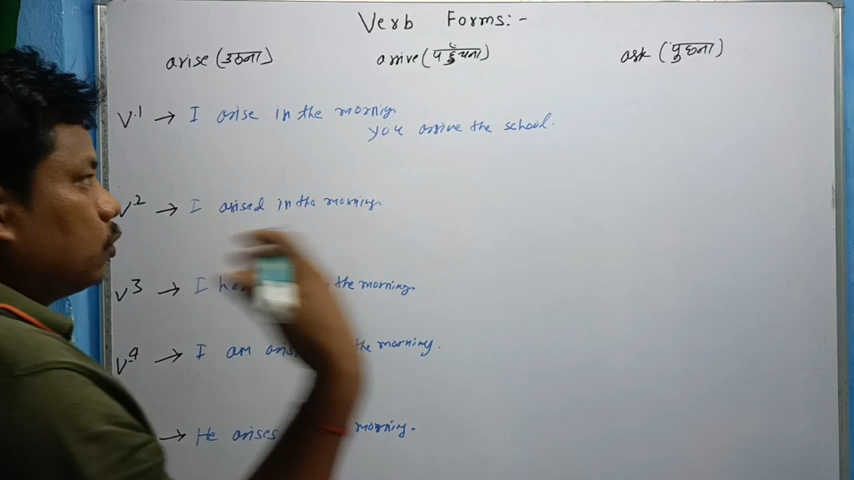 Verb Forms:-
arise (उठना) arrive (पहुँचना) ask (पुछना)
V.1 → I arise in the morning
You arrive the school.
V2 → I arised in the morning.
V3 → I the morning.
V4 → I am the morning.
→ He arises morning.